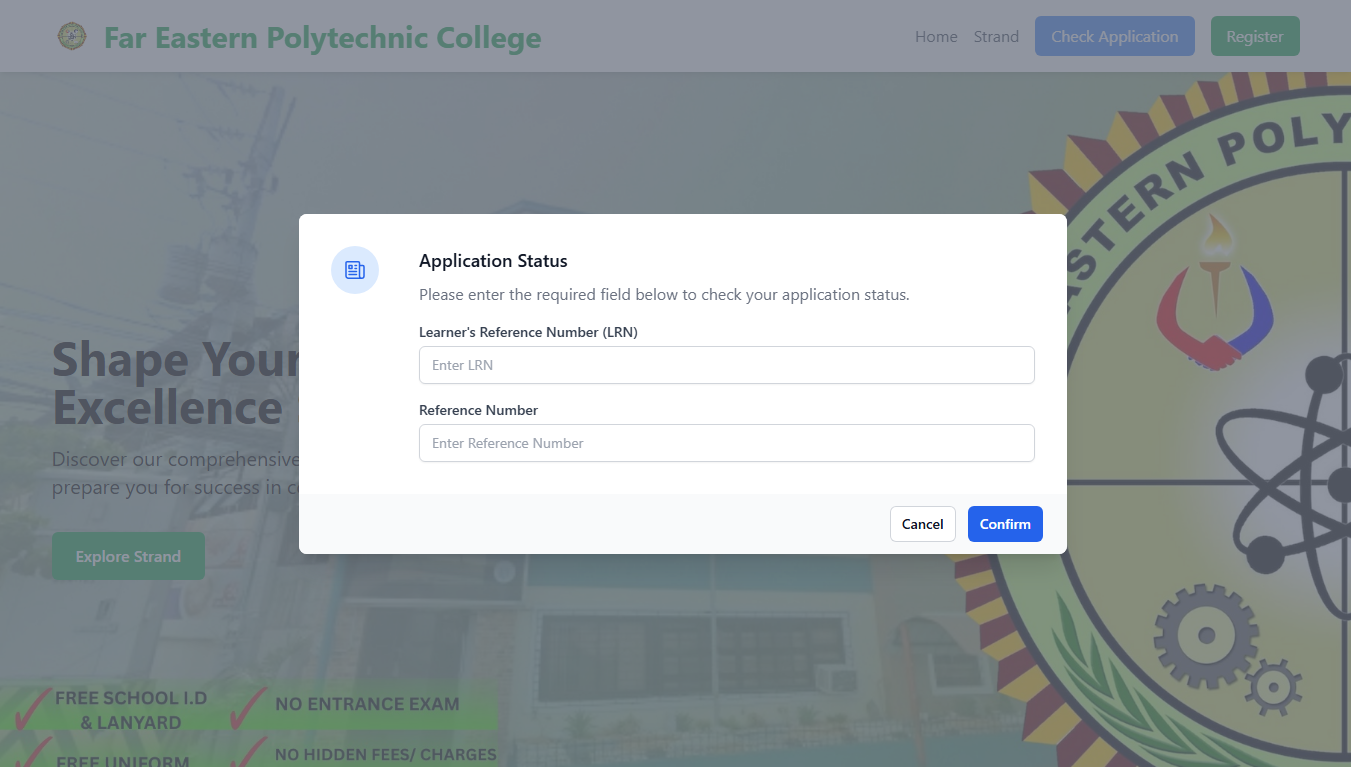 Far Eastern Polytechnic College
Home
Strand
Check Application
Register
EASTERN POLY
Shape Your
Excellence
Discover our comprehensive
prepare you for success in
Explore Strand
Application Status
Please enter the required field below to check your application status.
Learner's Reference Number (LRN)
Enter LRN
Reference Number
Enter Reference Number
Cancel
Confirm
FREE SCHOOL I.D
& LANYARD
NO ENTRANCE EXAM
FREE UNIFORM
NO HIDDEN FEES/ CHARGES